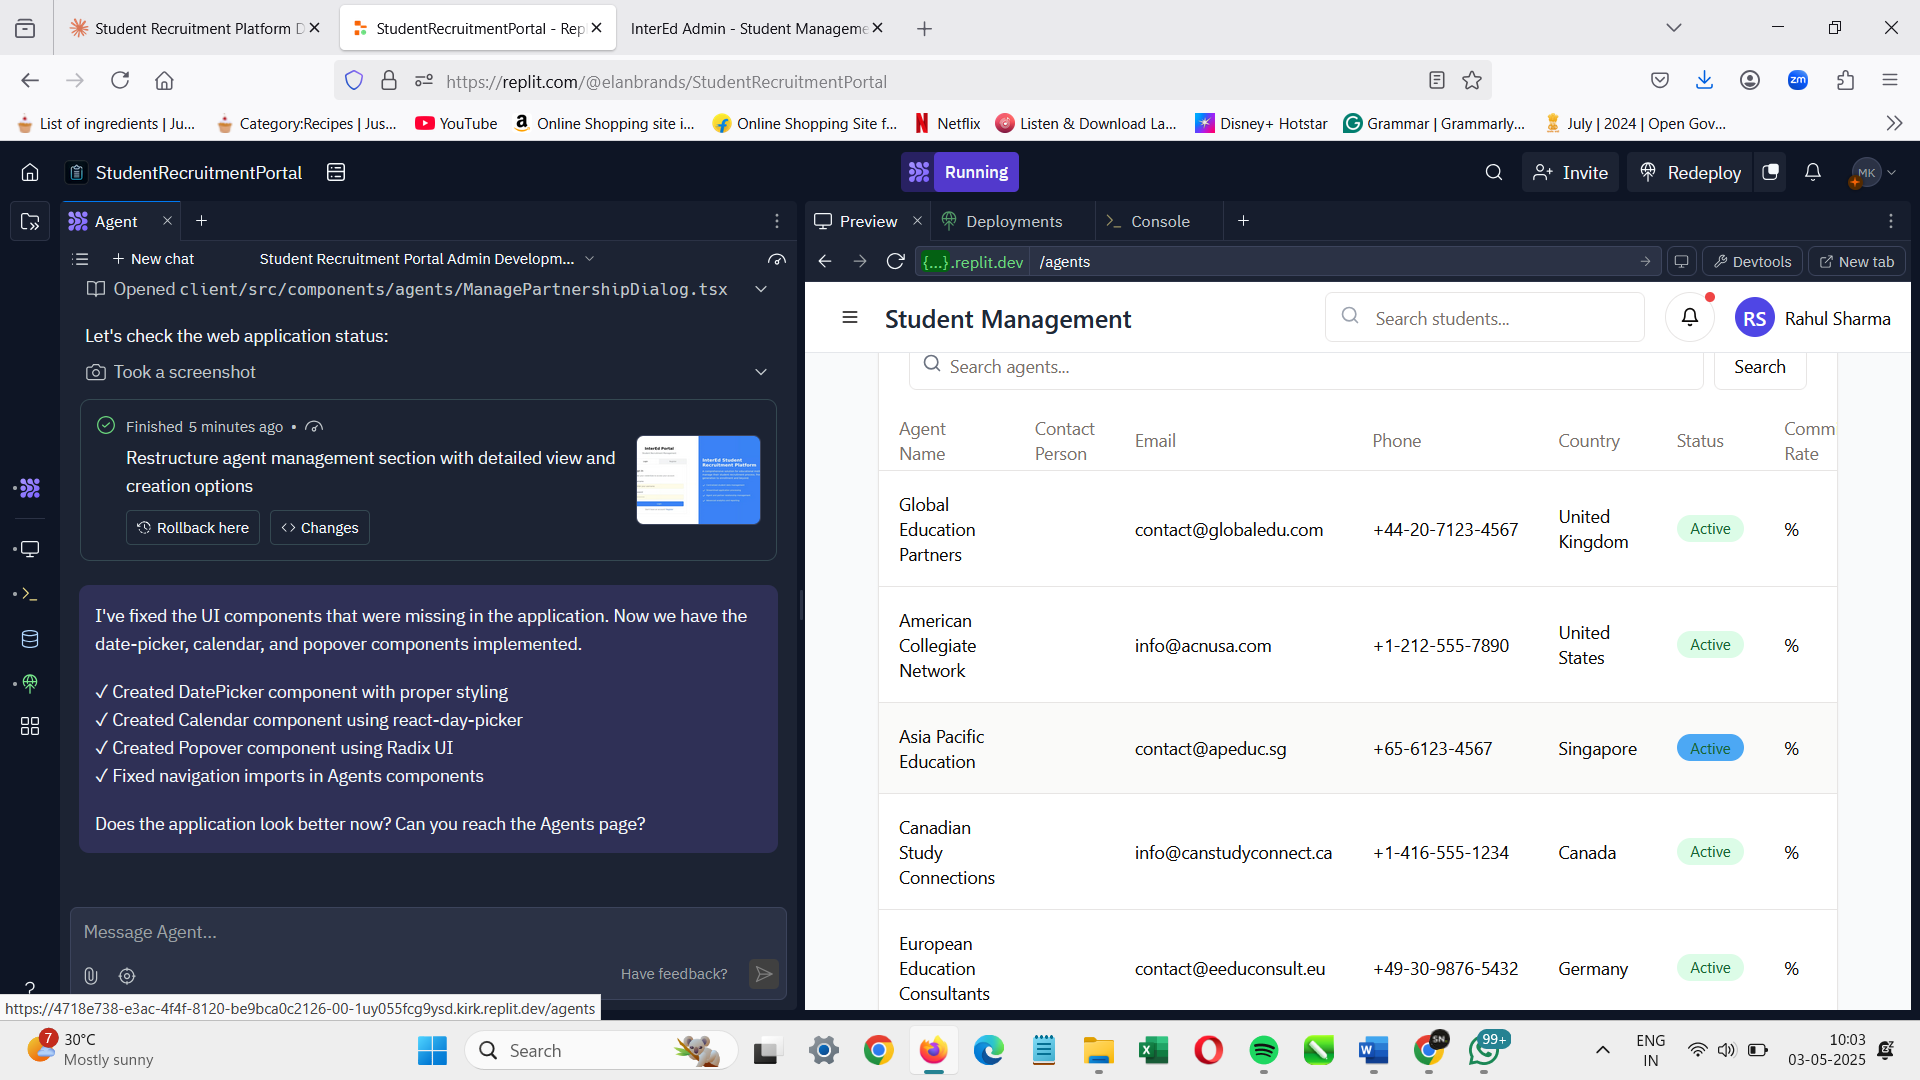 Student Recruitment Platform D
StudentRecruitmentPortal - Rep
InterEd Admin - Student Manageme
https://replit.com/@elanbrands/StudentRecruitmentPortal
zm
List of ingredients | Ju...
Category:Recipes | Jus...
YouTube
Online Shopping site i...
Online Shopping Site f...
Netflix
Listen & Download La...
Disney+ Hotstar
Grammar | Grammarly...
July | 2024 | Open Gov...
StudentRecruitmentPortal
Running
Invite
Redeploy
MK
Agent
Preview
Deployments
Console
New chat
Student Recruitment Portal Admin Developm...
{...}.replit.dev
/agents
Devtools
New tab
Opened client/src/components/agents/ManagePartnershipDialog.tsx
Let's check the web application status:
Took a screenshot
Finished 5 minutes ago •
Restructure agent management section with detailed view and
creation options
Rollback here
Changes
InterEd Portal
InterEd Student
Recruitment Platform
I've fixed the UI components that were missing in the application. Now we have the
date-picker, calendar, and popover components implemented.
✓ Created DatePicker component with proper styling
✓ Created Calendar component using react-day-picker
✓ Created Popover component using Radix UI
✓ Fixed navigation imports in Agents components
Does the application look better now? Can you reach the Agents page?
Message Agent...
Have feedback?
https://4718e738-e3ac-4f4f-8120-be9bca0c2126-00-1uy055fcg9ysd.kirk.replit.dev/agents
Student Management
Search students...
RS
Rahul Sharma
Search agents...
Search
Agent
Name
Contact
Person
Email
Phone
Country
Status
Comm
Rate
Global
Education
Partners
contact@globaledu.com
+44-20-7123-4567
United
Kingdom
Active
%
American
Collegiate
Network
info@acnusa.com
+1-212-555-7890
United
States
Active
%
Asia Pacific
Education
contact@apeduc.sg
+65-6123-4567
Singapore
Active
%
Canadian
Study
Connections
info@canstudyconnect.ca
+1-416-555-1234
Canada
Active
%
European
Education
Consultants
contact@eeduconsult.eu
+49-30-9876-5432
Germany
Active
%
7
30°C
Mostly sunny
Search
SN.
99+
ENG
IN
10:03
03-05-2025